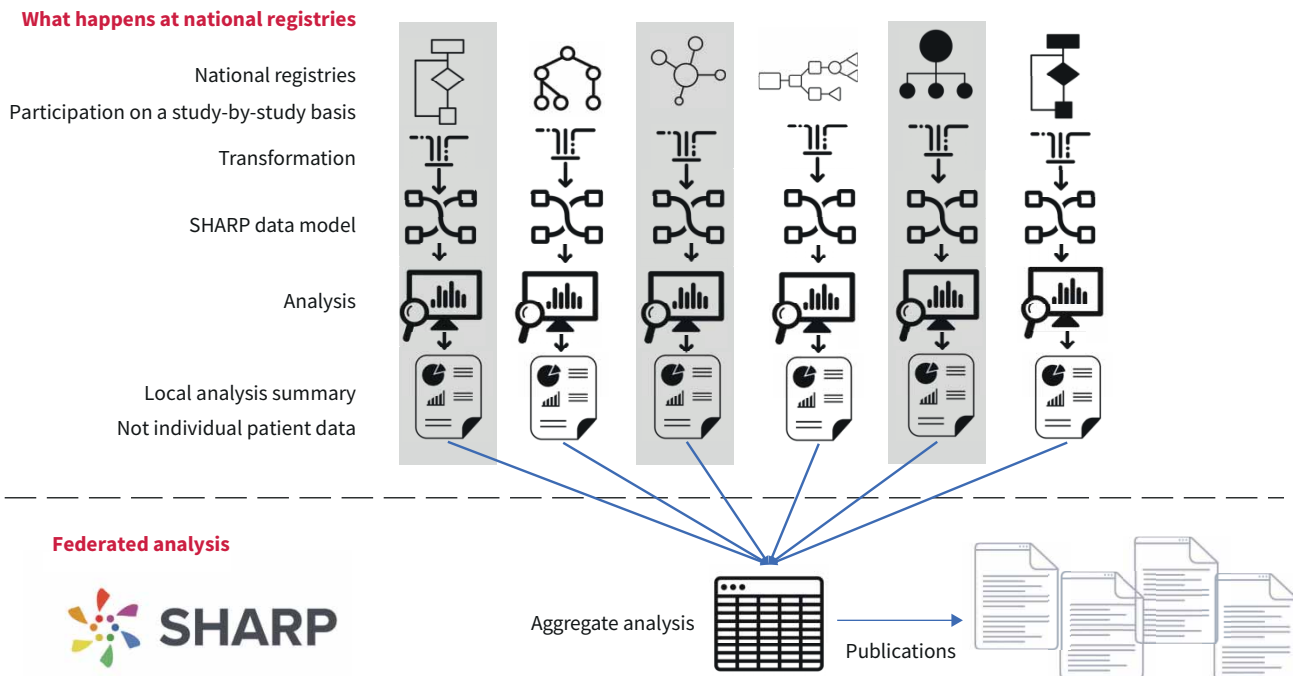 What happens at national registries
National registries
Participation on a study-by-study basis
Transformation
SHARP data model
Analysis
Local analysis summary
Not individual patient data
Federated analysis
SHARP
Aggregate analysis
Publications